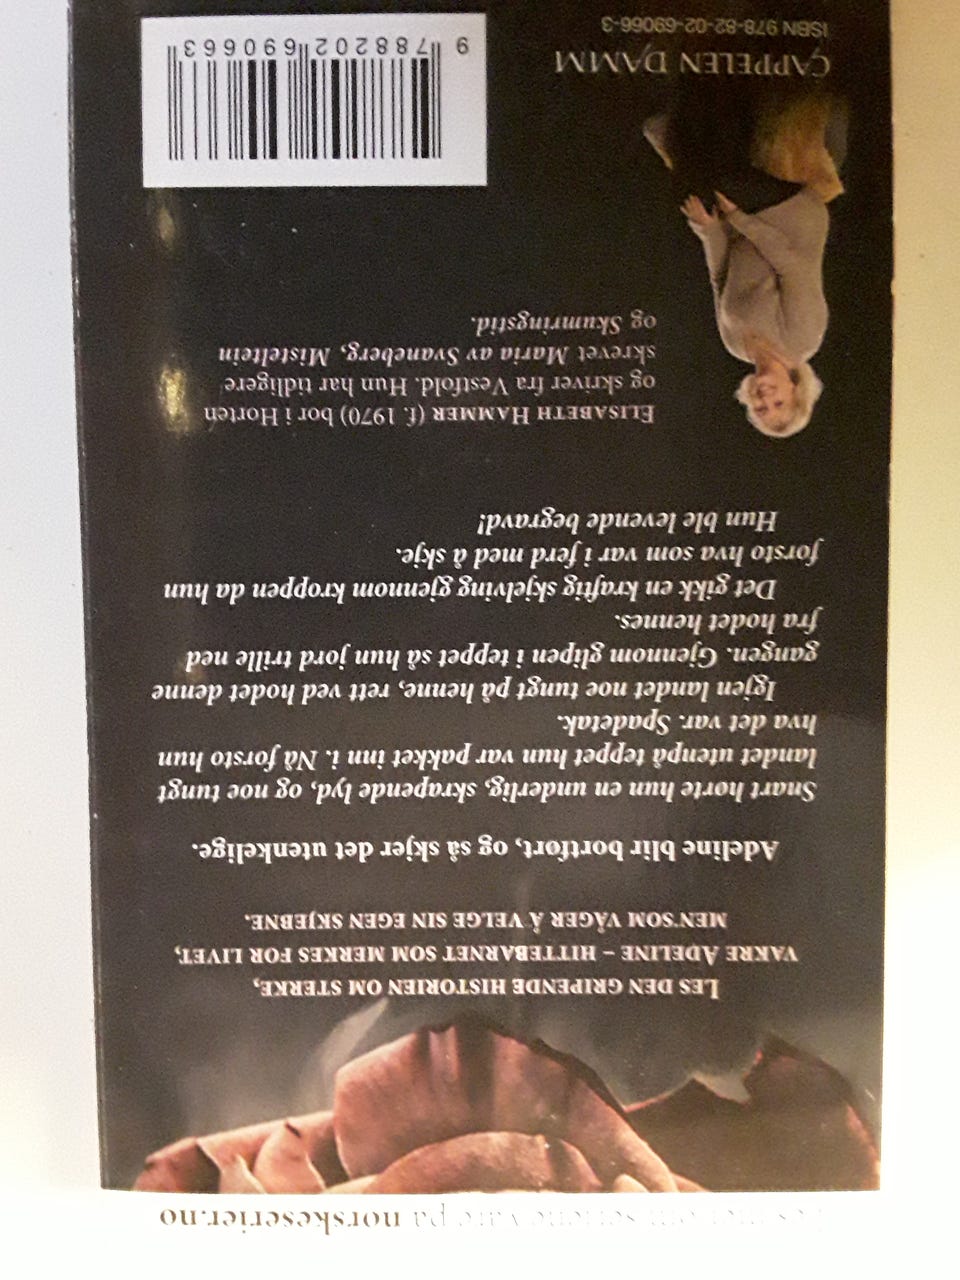 LES DEN GRIPENDE HISTORIEN OM STERKE,
VAKRE ADELINE – HITTEBARNET SOM MERKES FOR LIVET,
MEN SOM VÅGER Å VELGE SIN EGEN SKJEBNE.
Adeline blir bortført, og så skjer det utenkelige.
Snart hørte hun en underlig, skrapende lyd, og noe tungt
landet utenpå teppet hun var pakket inn i. Nå forsto hun
hva det var. Spadetak.
Igjen landet noe tungt på henne, rett ved hodet denne
gangen. Gjennom glipen i teppet så hun jord trille ned
fra hodet hennes.
Det gikk en kraftig skjelving gjennom kroppen da hun
forsto hva som var i ferd med å skje.
Hun ble levende begravd!
ELISABETH HAMMER (f. 1970) bor i Horten
og skriver fra Vestfold. Hun har tidligere
skrevet Maria av Svaneberg, Misteltein
og Skumringstid.
CAPPELEN DAMM
ISBN 978-82-02-69066-3
9 788202 690663
på norskeserier.no